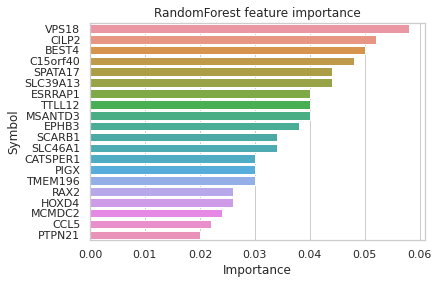 RandomForest feature importance
VPS18
CILP2
BEST4
C15orf40
SPATA17
SLC39A13
ESRRAP1
TTLL12
MSANTD3
EPHB3
SCARB1
SLC46A1
CATSPER1
PIGX
TMEM196
RAX2
HOXD4
MCMDC2
CCL5
PTPN21
Symbol
0.00 0.01 0.02 0.03 0.04 0.05 0.06
Importance